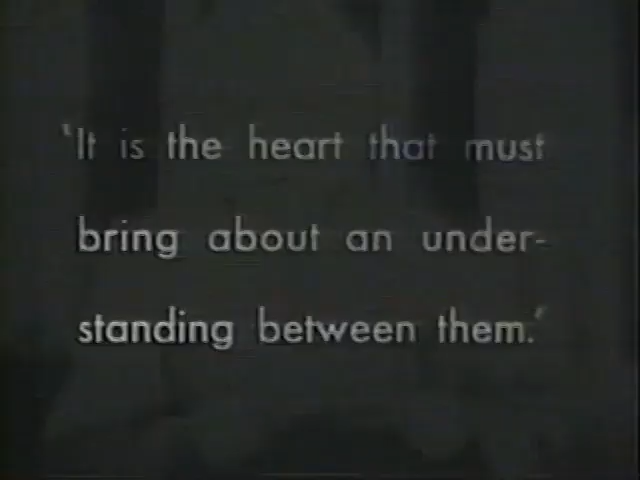 'It is the heart that must
bring about an under-
standing between them.'